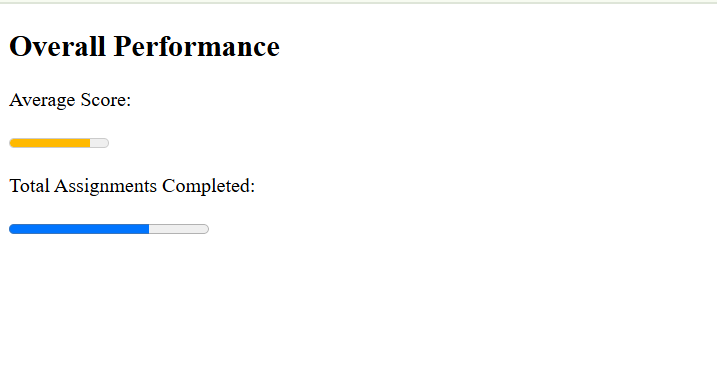 Overall Performance
Average Score:
Total Assignments Completed: